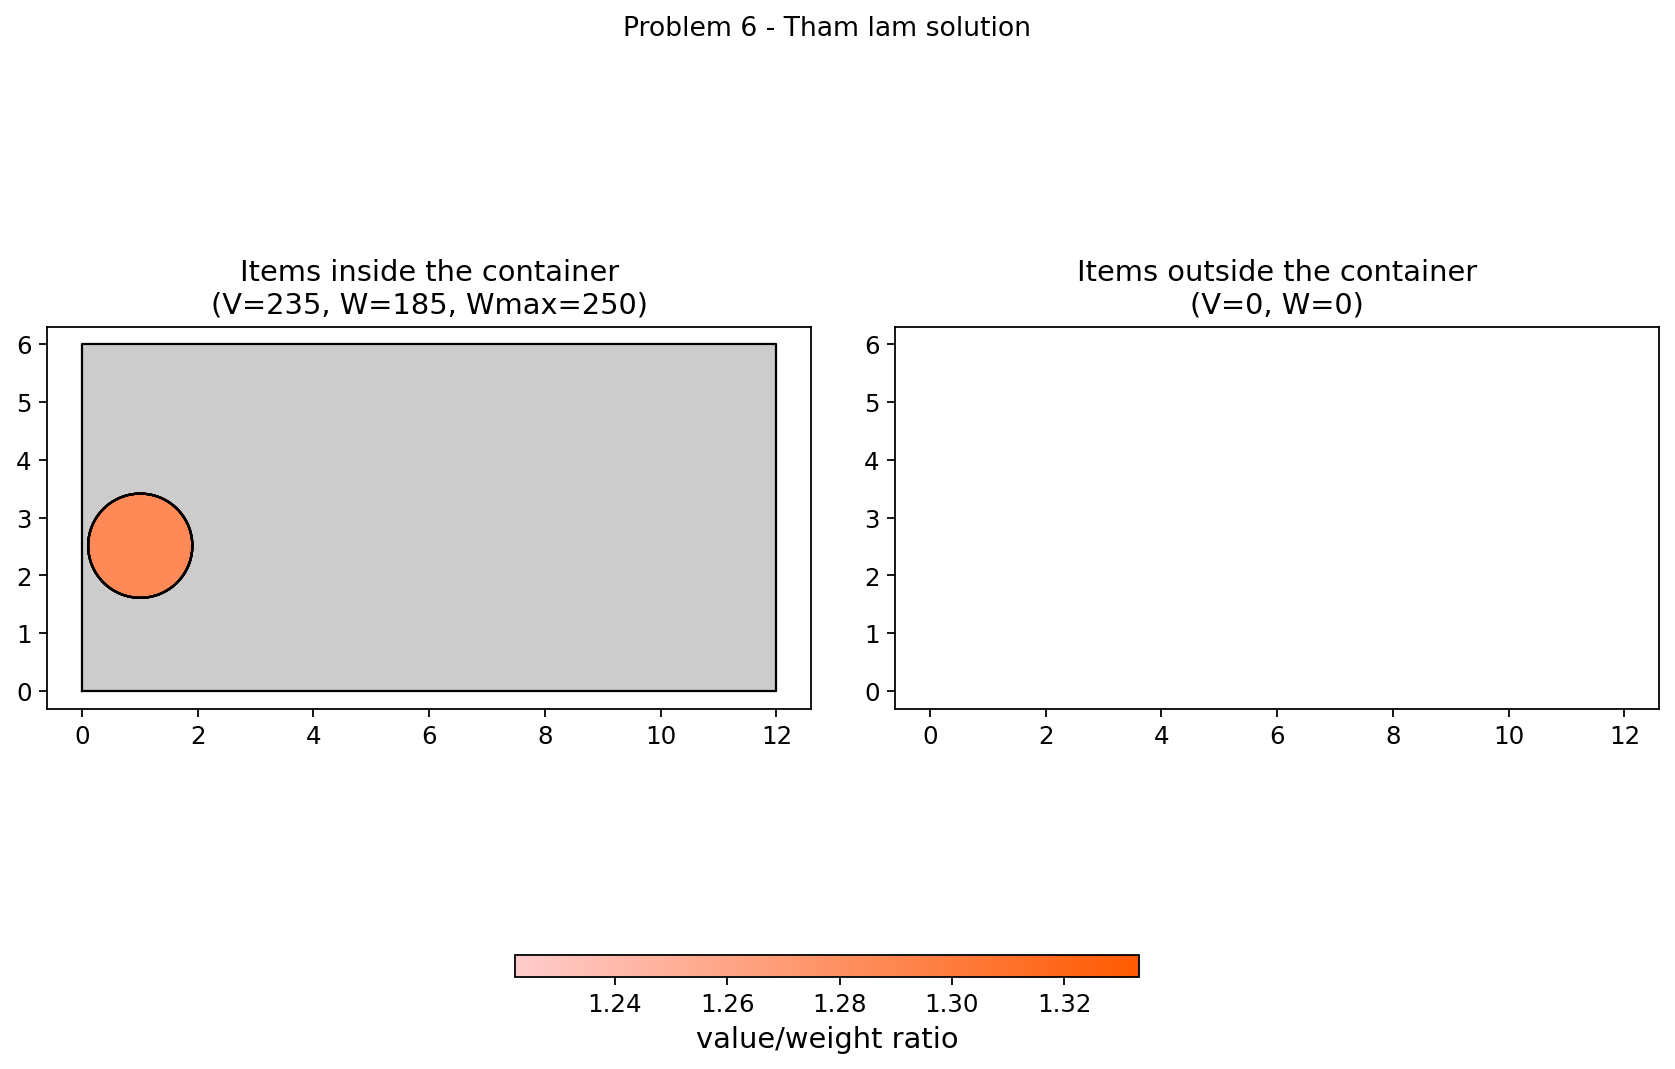 Problem 6 - Tham lam solution
Items inside the container
(V=235, W=185, Wmax=250)
6
5
4
3
2
1
0
0 2 4 6 8 10 12
Items outside the container
(V=0, W=0)
6
5
4
3
2
1
0
0 2 4 6 8 10 12
1.24 1.26 1.28 1.30 1.32
value/weight ratio